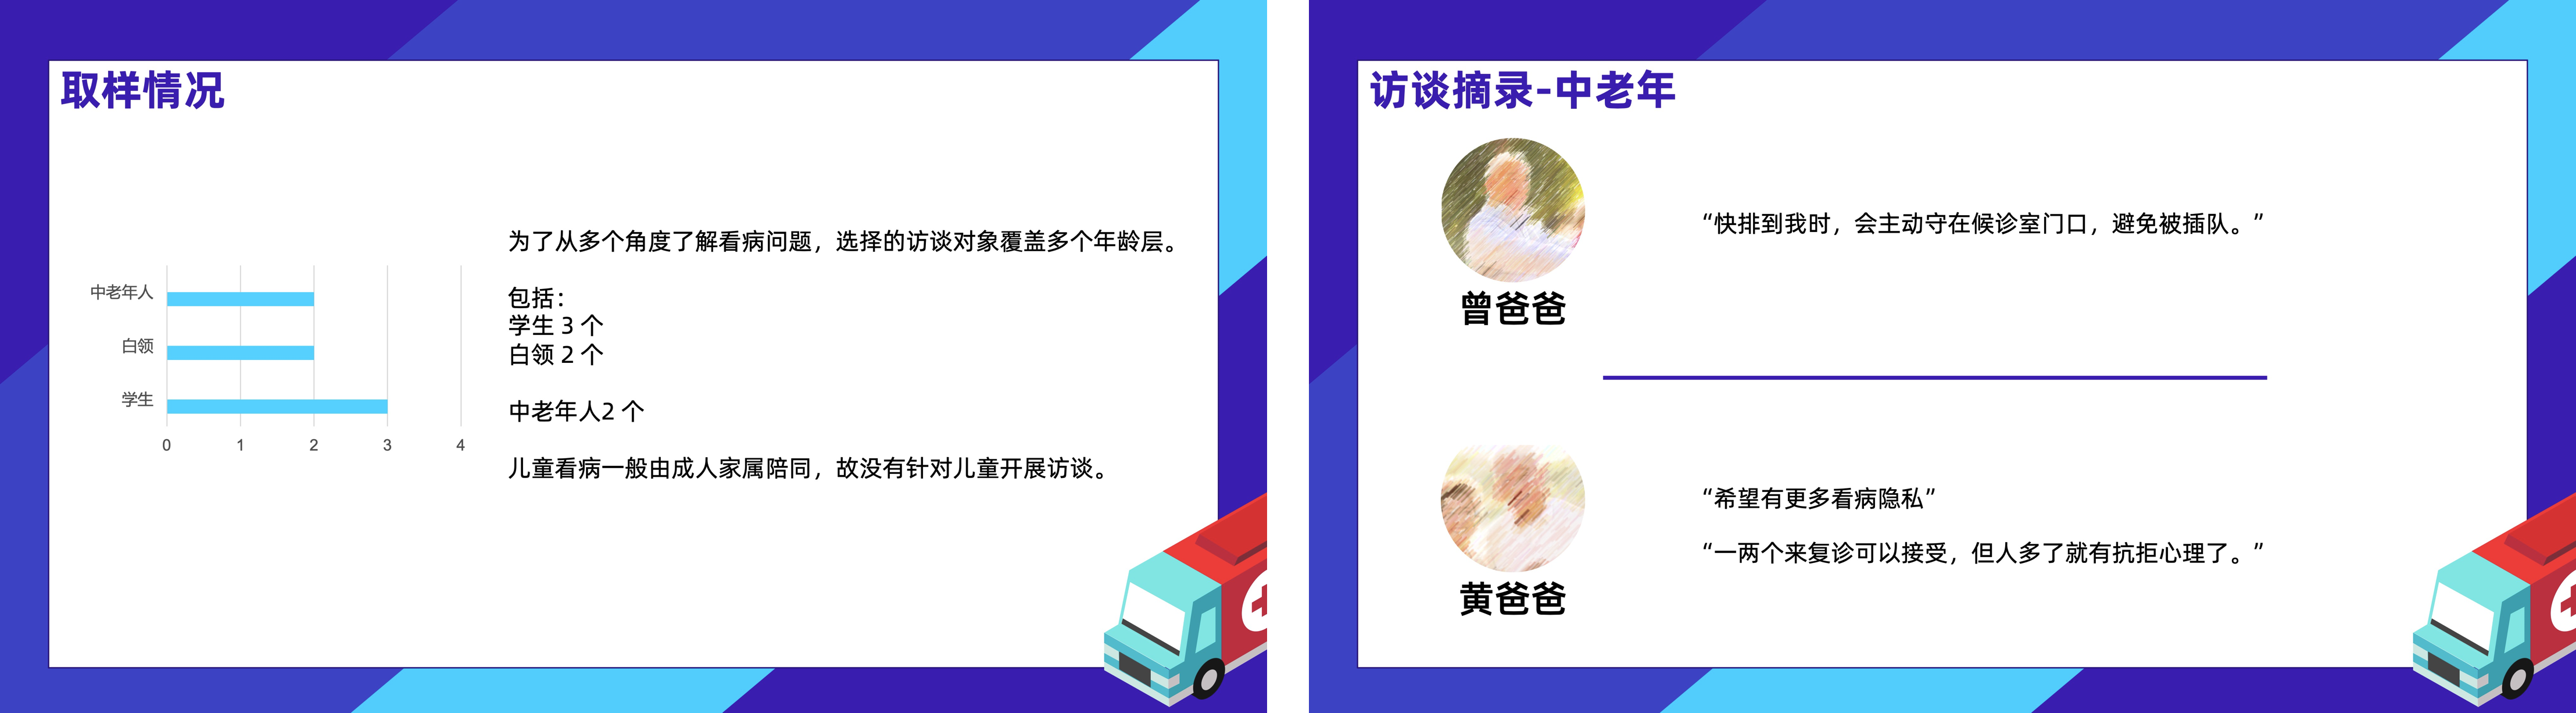 取样情况
为了从多个角度了解看病问题，选择的访谈对象覆盖多个年龄层。
包括：
学生 3 个
白领 2 个
中老年人2 个
儿童看病一般由成人家属陪同，故没有针对儿童开展访谈。
中老年人
白领
学生
0 1 2 3 4
访谈摘录-中老年
“快排到我时，会主动守在候诊室门口，避免被插队。”
曾爸爸
“希望有更多看病隐私”
“一两个来复诊可以接受，但人多了就有抗拒心理了。”
黄爸爸